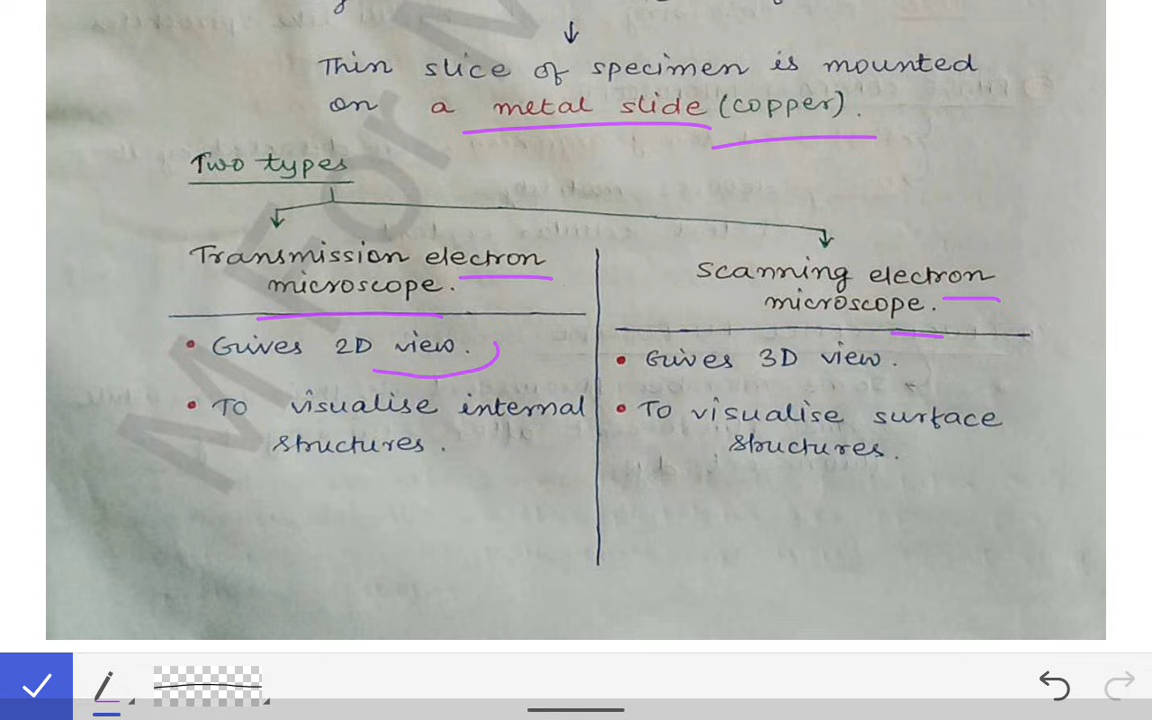 Thin slice of specimen is mounted
on a metal slide (copper).
Two types
Transmission electron
microscope.
Scanning electron
microscope.
• Gives 2D view.
• To visualise internal
structures.
• Gives 3D view.
• To visualise surface
structures.